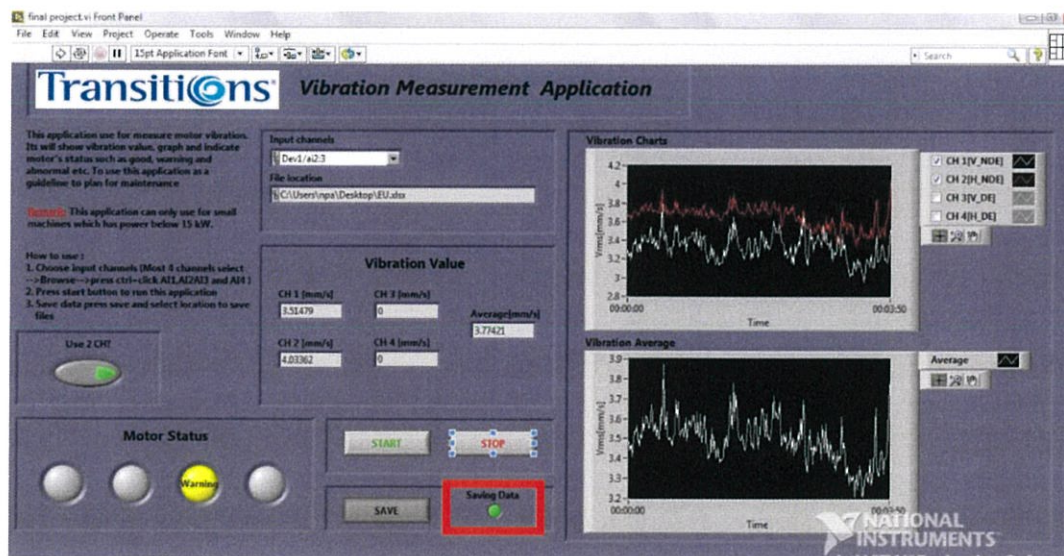 final project.vi Front Panel
File Edit View Project Operate Tools Window Help
15pt Application Font
Search
Transitions
Vibration Measurement Application
This application use for measure motor vibration.
Its will show vibration value, graph and indicate
motor's status such as good, warning and
abnormal etc. To use this application as a
guideline to plan for maintenance
Remark: This application can only use for small
machines which has power below 15 kW.
How to use :
1. Choose input channels (Most 4 channels select
-->Browse-->press ctrl+click AI1,AI2AI3 and AI4 )
2. Press start button to run this application
3. Save data press save and select location to save
files
Use 2 CH?
Input channels
Dev1/ai2:3
File location
C:\Users\npa\Desktop\EU.xlsx
Vibration Value
CH 1 [mm/s]
3.51479
CH 3 [mm/s]
0
Average[mm/s]
3.77421
CH 2 [mm/s]
4.03362
CH 4 [mm/s]
0
Motor Status
Warning
START
STOP
SAVE
Saving Data
Vibration Charts
4.2
4
3.8
3.6
3.4
3.2
3
2.8
Vrms[mm/s]
00:00:00
00:03:50
Time
CH 1[V_NDE]
CH 2[H_NDE]
CH 3[V_DE]
CH 4[H_DE]
Vibration Average
3.9
3.8
3.7
3.6
3.5
3.4
3.3
3.2
Vrms[mm/s]
00:00:00
00:03:50
Time
Average
NATIONAL
INSTRUMENTS